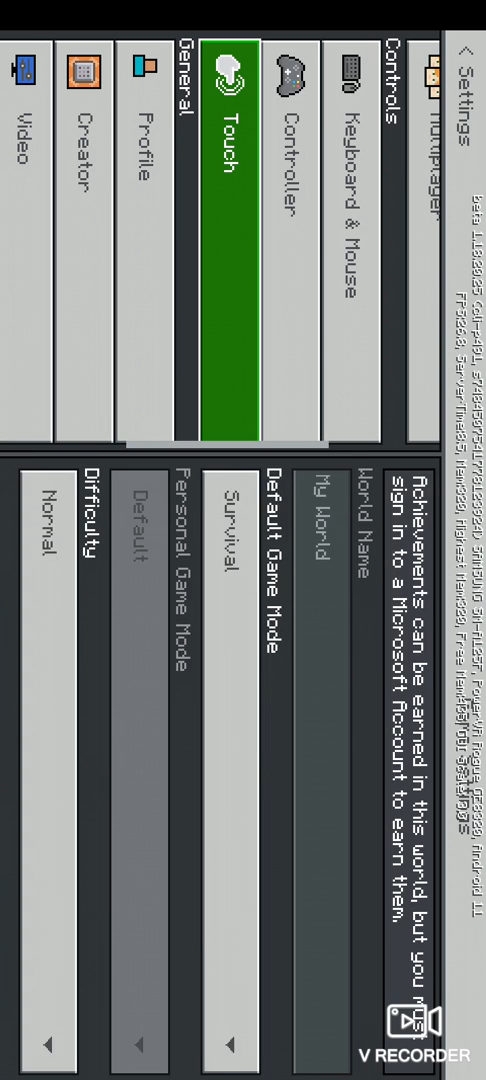 < Settings
Multiplayer
Controls
Keyboard & Mouse
Controller
Touch
General
Profile
Creator
Video
Achievements can be earned in this world, but you must
sign in to a Microsoft Account to earn them.
World Name
My World
Default Game Mode
Survival
Personal Game Mode
Default
Difficulty
Normal
V RECORDER